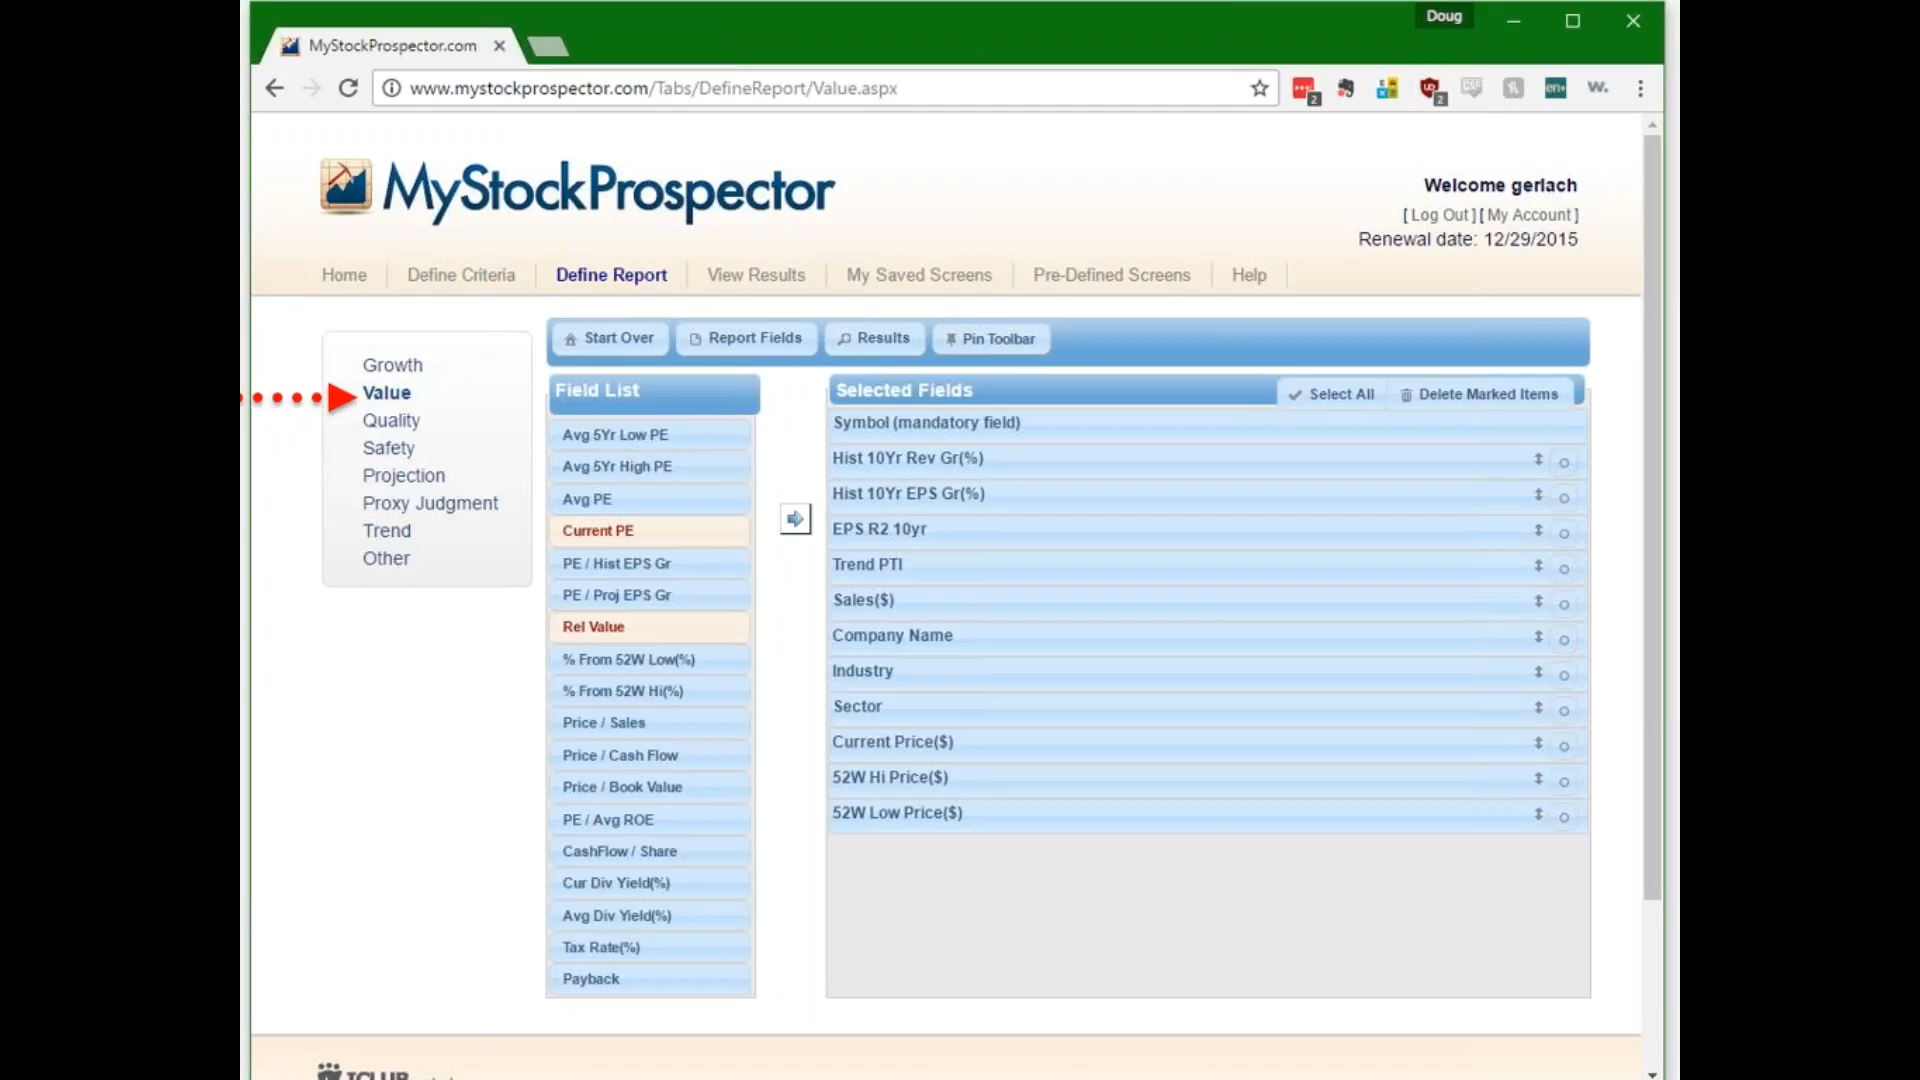 Doug
MyStockProspector.com
www.mystockprospector.com/Tabs/DefineReport/Value.aspx
2
2
en+
w.
MyStockProspector
Welcome gerlach
[ Log Out ] [ My Account ]
Renewal date: 12/29/2015
Home
Define Criteria
Define Report
View Results
My Saved Screens
Pre-Defined Screens
Help
Growth
Value
Quality
Safety
Projection
Proxy Judgment
Trend
Other
Start Over
Report Fields
Results
Pin Toolbar
Field List
Avg 5Yr Low PE
Avg 5Yr High PE
Avg PE
Current PE
PE / Hist EPS Gr
PE / Proj EPS Gr
Rel Value
% From 52W Low(%)
% From 52W Hi(%)
Price / Sales
Price / Cash Flow
Price / Book Value
PE / Avg ROE
CashFlow / Share
Cur Div Yield(%)
Avg Div Yield(%)
Tax Rate(%)
Payback
Selected Fields
Select All
Delete Marked Items
Symbol (mandatory field)
Hist 10Yr Rev Gr(%)
Hist 10Yr EPS Gr(%)
EPS R2 10yr
Trend PTI
Sales($)
Company Name
Industry
Sector
Current Price($)
52W Hi Price($)
52W Low Price($)